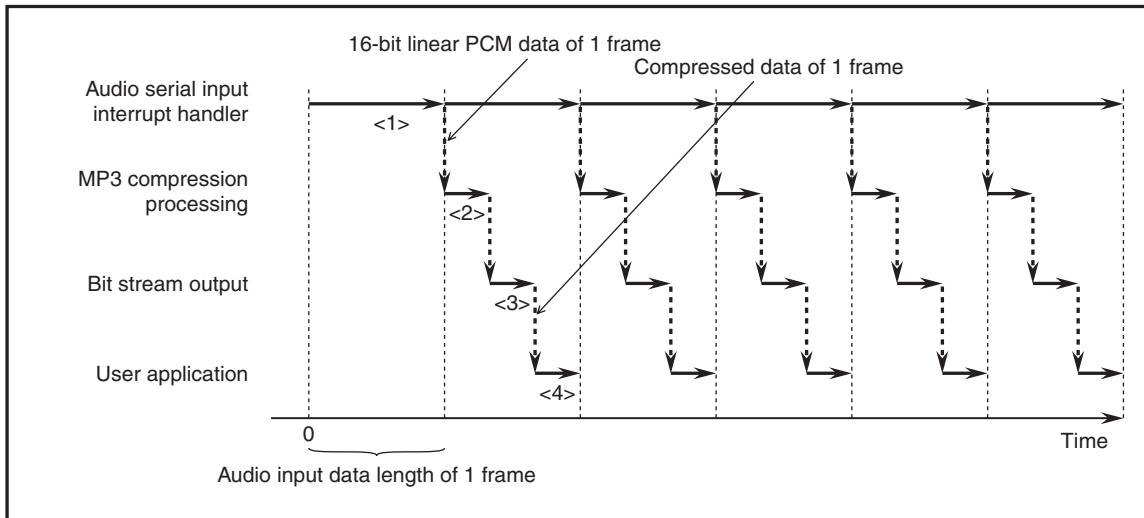 16-bit linear PCM data of 1 frame
Compressed data of 1 frame
Audio serial input
interrupt handler
<1>
MP3 compression
processing
<2>
Bit stream output
<3>
User application
<4>
0
Time
Audio input data length of 1 frame